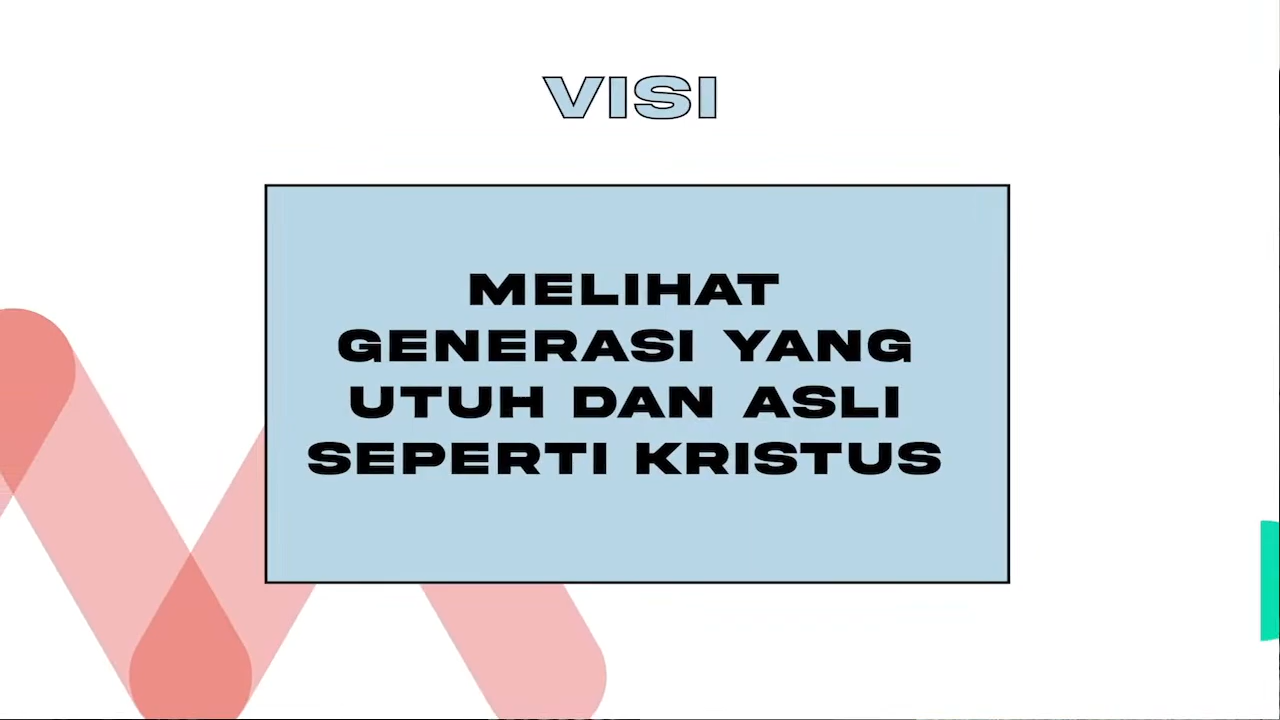 VISI
MELIHAT
GENERASI YANG
UTUH DAN ASLI
SEPERTI KRISTUS